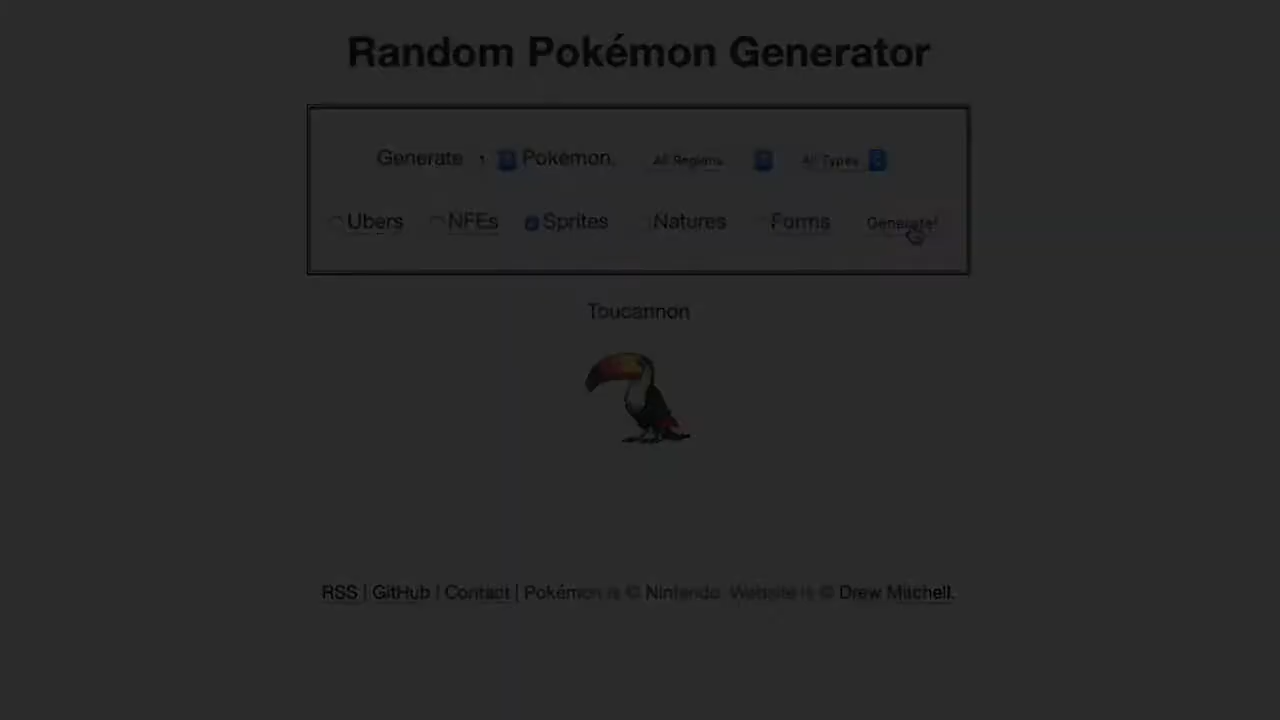 Random Pokémon Generator
Generate 1 Pokémon, All Regions All Types
Ubers NFEs Sprites Natures Forms Generate!
Toucannon
RSS | GitHub | Contact | Pokémon is © Nintendo. Website is © Drew Mitchell.